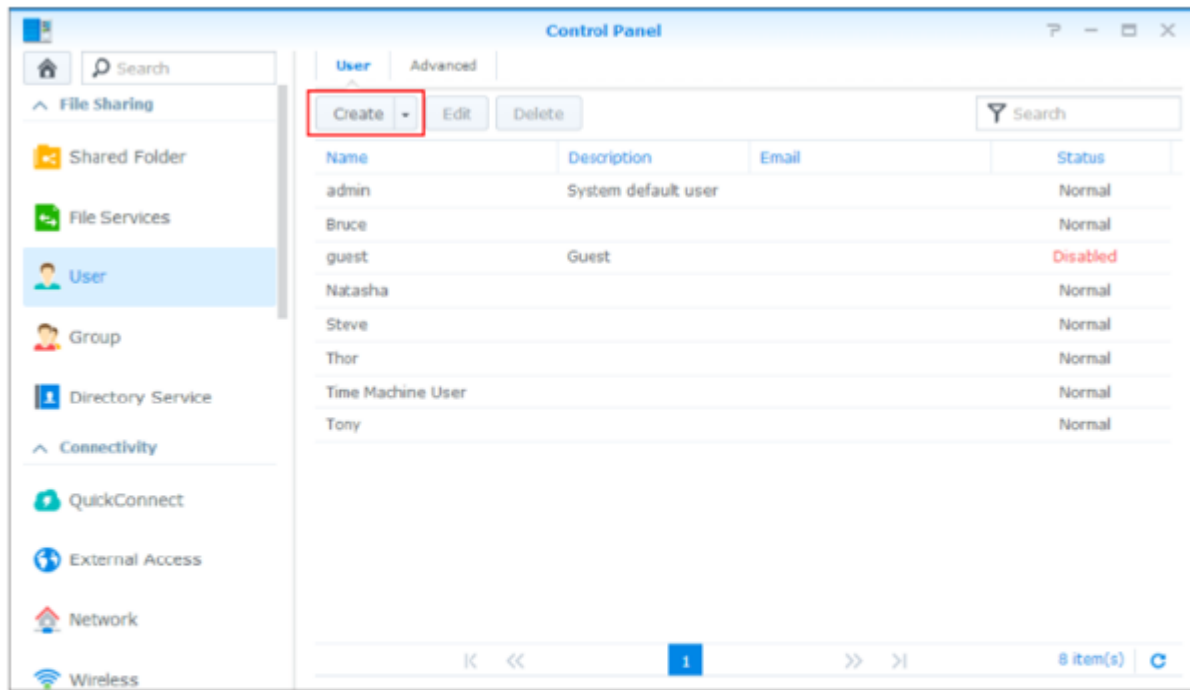 Control Panel
Search
File Sharing
Shared Folder
File Services
User
Group
Directory Service
Connectivity
QuickConnect
External Access
Network
Wireless
User Advanced
Create Edit Delete Search
Name Description Email Status
admin System default user Normal
Bruce Normal
guest Guest Disabled
Natasha Normal
Steve Normal
Thor Normal
Time Machine User Normal
Tony Normal
1 8 item(s)